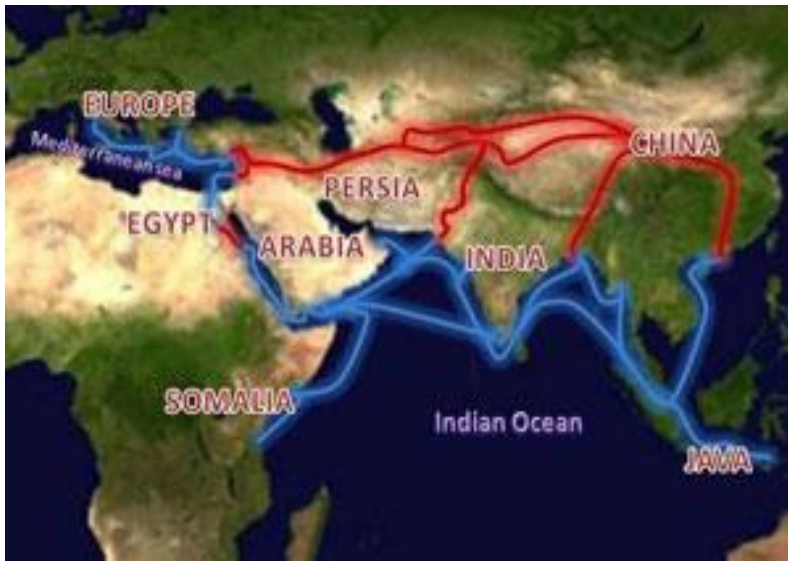 EUROPE
Mediterranean sea
CHINA
PERSIA
EGYPT
ARABIA
INDIA
SOMALIA
Indian Ocean
JAVA